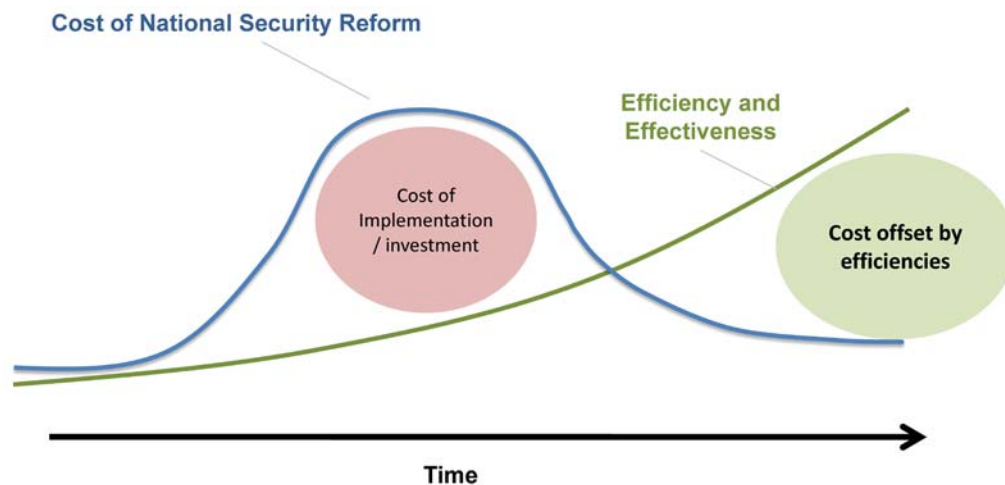 Cost of National Security Reform
Efficiency and
Effectiveness
Cost of
Implementation
/ investment
Cost offset by
efficiencies
Time